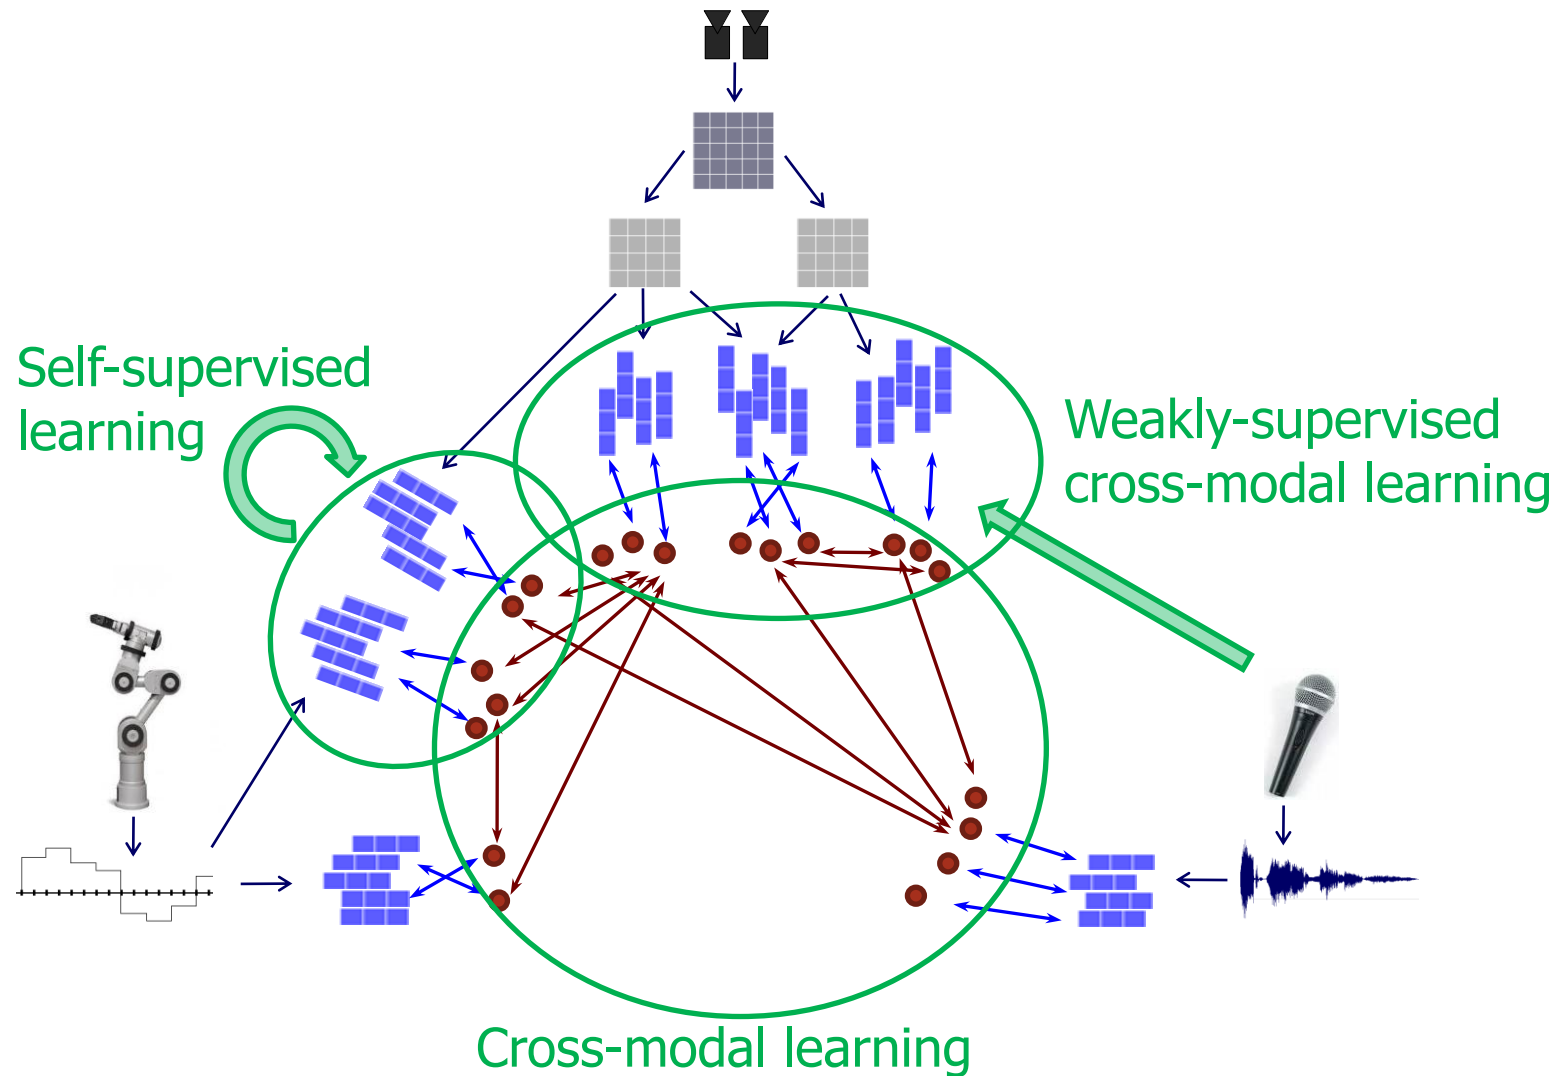 Self-supervised
learning
Weakly-supervised
cross-modal learning
Cross-modal learning